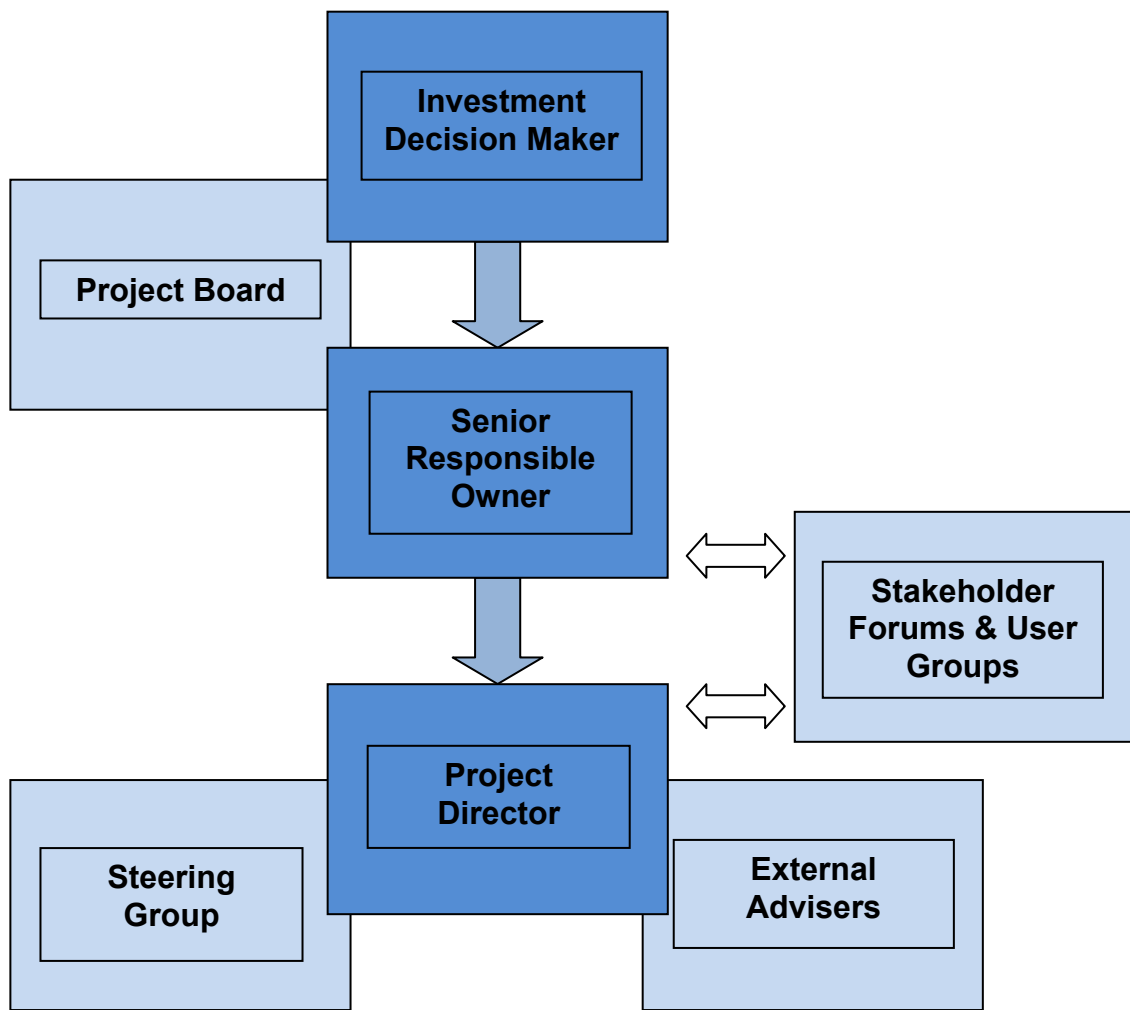 Investment
Decision Maker
Project Board
Senior
Responsible
Owner
Stakeholder
Forums & User
Groups
Project
Director
Steering
Group
External
Advisers